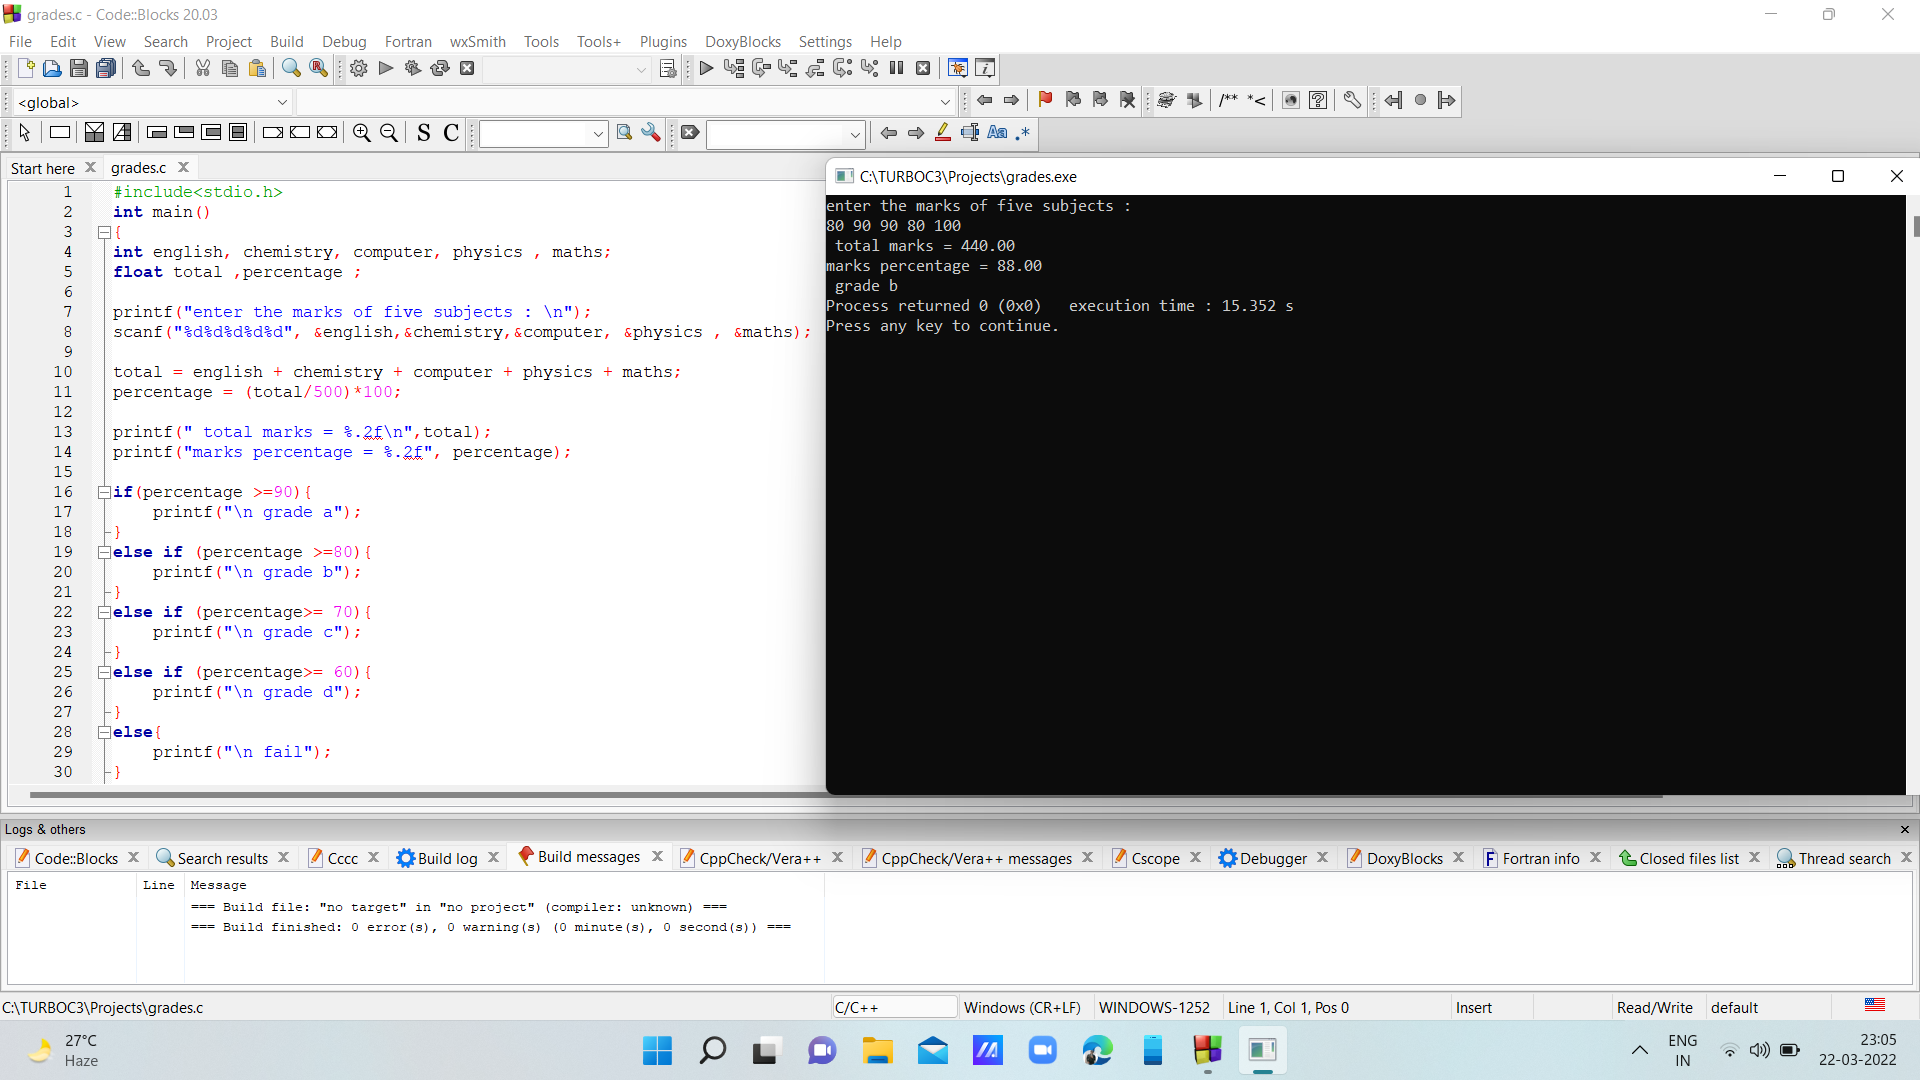 grades.c - Code::Blocks 20.03
File Edit View Search Project Build Debug Fortran wxSmith Tools Tools+ Plugins DoxyBlocks Settings Help
<global>
/** *<
S C
Aa .*
Start here grades.c
1 #include<stdio.h>
2 int main()
3 {
4 int english, chemistry, computer, physics , maths;
5 float total ,percentage ;
6
7 printf("enter the marks of five subjects : \n");
8 scanf("%d%d%d%d%d", &english,&chemistry,&computer, &physics , &maths);
9
10 total = english + chemistry + computer + physics + maths;
11 percentage = (total/500)*100;
12
13 printf(" total marks = %.2f\n",total);
14 printf("marks percentage = %.2f", percentage);
15
16 if(percentage >=90){
17 printf("\n grade a");
18 }
19 else if (percentage >=80){
20 printf("\n grade b");
21 }
22 else if (percentage>= 70){
23 printf("\n grade c");
24 }
25 else if (percentage>= 60){
26 printf("\n grade d");
27 }
28 else{
29 printf("\n fail");
30 }
C:\TURBOC3\Projects\grades.exe
enter the marks of five subjects :
80 90 90 80 100
total marks = 440.00
marks percentage = 88.00
grade b
Process returned 0 (0x0) execution time : 15.352 s
Press any key to continue.
Logs & others
Code::Blocks Search results Cccc Build log Build messages CppCheck/Vera++ CppCheck/Vera++ messages Cscope Debugger DoxyBlocks Fortran info Closed files list Thread search
File Line Message
=== Build file: "no target" in "no project" (compiler: unknown) ===
=== Build finished: 0 error(s), 0 warning(s) (0 minute(s), 0 second(s)) ===
C:\TURBOC3\Projects\grades.c C/C++ Windows (CR+LF) WINDOWS-1252 Line 1, Col 1, Pos 0 Insert Read/Write default
27°C
Haze
ENG
IN
23:05
22-03-2022